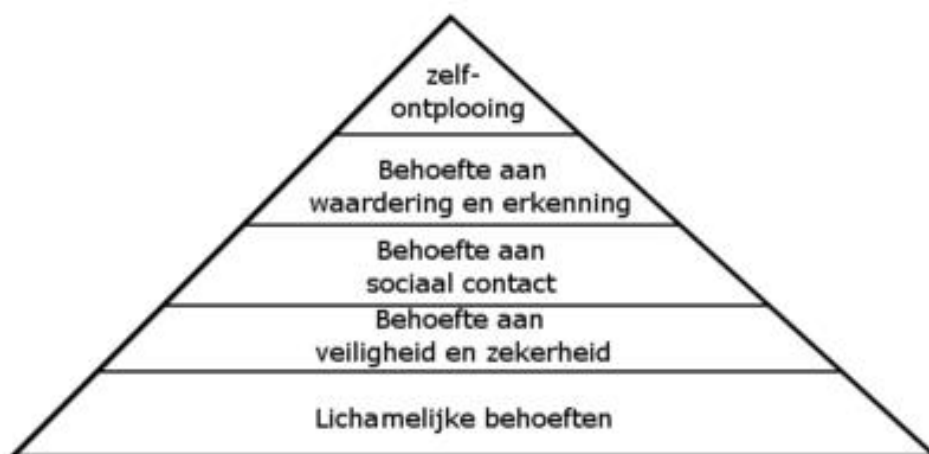 zelf-
ontplooing
Behoefte aan
waardering en erkenning
Behoefte aan
sociaal contact
Behoefte aan
veiligheid en zekerheid
Lichamelijke behoeften